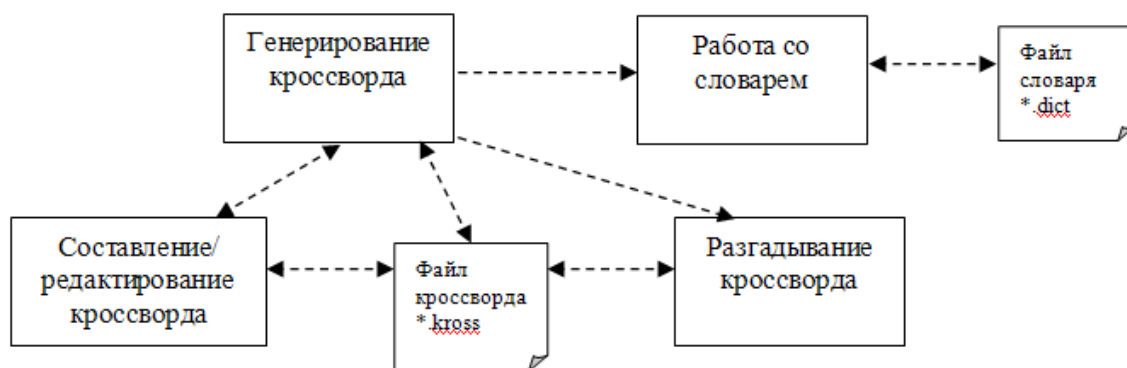 Генерирование
кроссворда
Работа со
словарем
Файл
словаря
*.dict
Составление/
редактирование
кроссворда
Файл
кроссворда
*.kross
Разгадывание
кроссворда